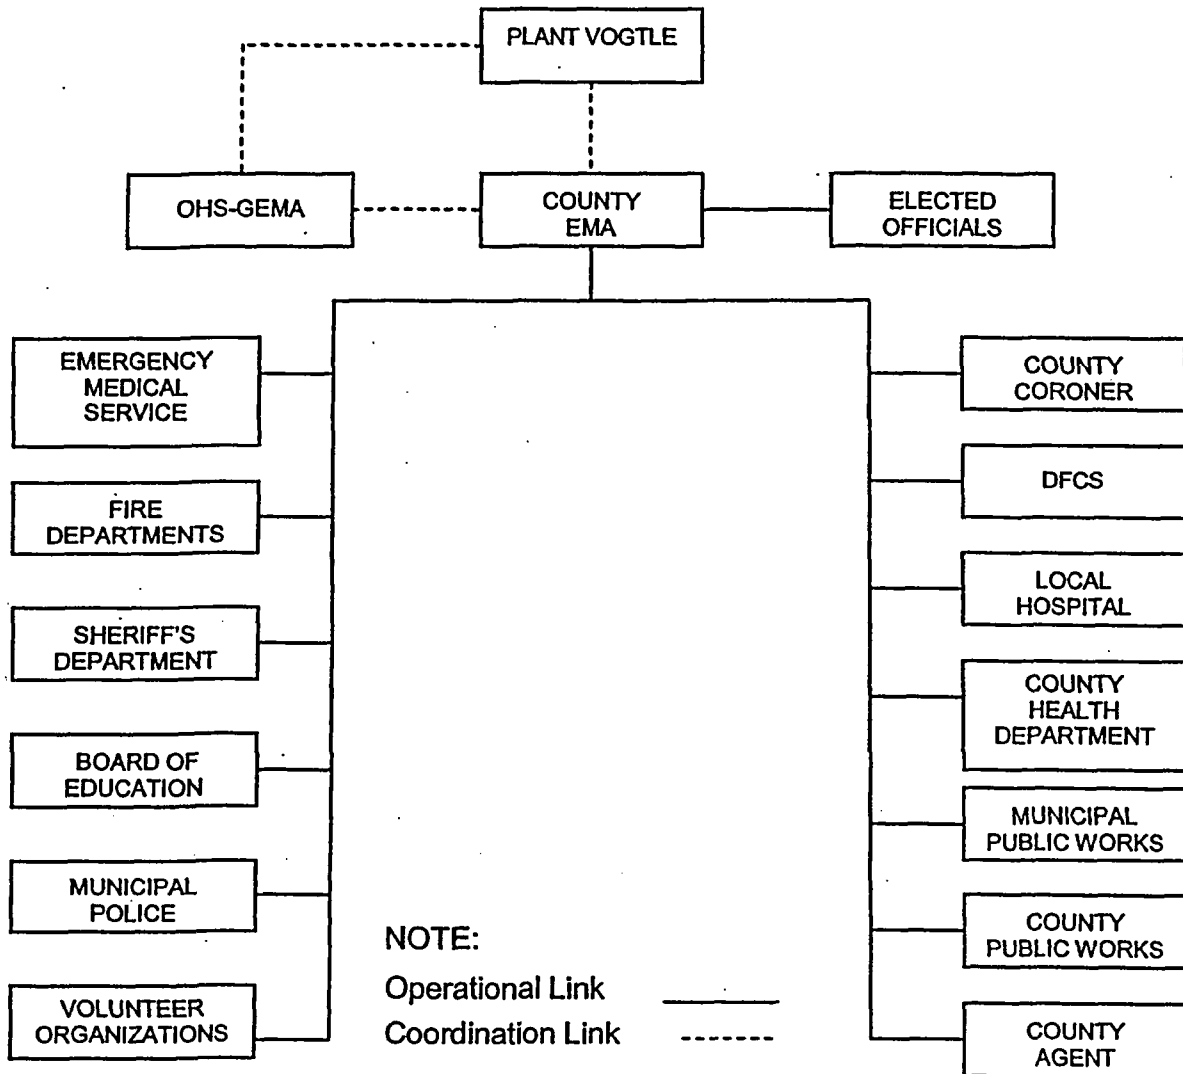 PLANT VOGTLE
OHS-GEMA
COUNTY
EMA
ELECTED
OFFICIALS
EMERGENCY
MEDICAL
SERVICE
FIRE
DEPARTMENTS
SHERIFF'S
DEPARTMENT
BOARD OF
EDUCATION
MUNICIPAL
POLICE
VOLUNTEER
ORGANIZATIONS
COUNTY
CORONER
DFCS
LOCAL
HOSPITAL
COUNTY
HEALTH
DEPARTMENT
MUNICIPAL
PUBLIC WORKS
COUNTY
PUBLIC WORKS
COUNTY
AGENT
NOTE:
Operational Link
Coordination Link